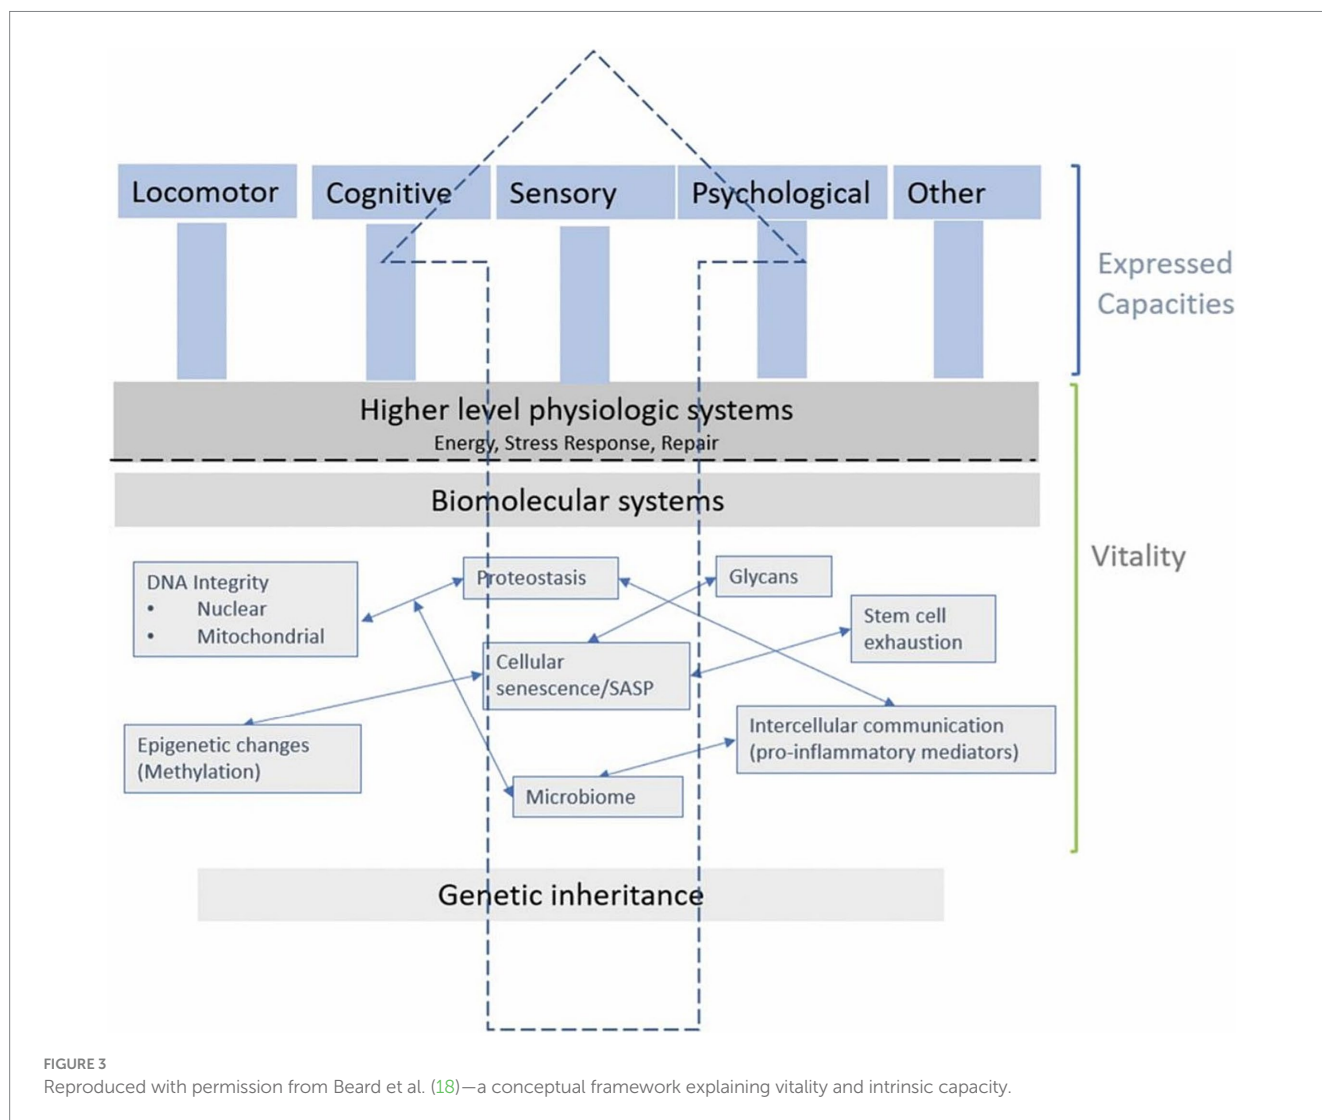 Locomotor
Cognitive
Sensory
Psychological
Other
Expressed
Capacities
Higher level physiologic systems
Energy, Stress Response, Repair
Biomolecular systems
Vitality
DNA Integrity
• Nuclear
• Mitochondrial
Proteostasis
Glycans
Stem cell
exhaustion
Cellular
senescence/SASP
Epigenetic changes
(Methylation)
Intercellular communication
(pro-inflammatory mediators)
Microbiome
Genetic inheritance
FIGURE 3
Reproduced with permission from Beard et al. (18)—a conceptual framework explaining vitality and intrinsic capacity.